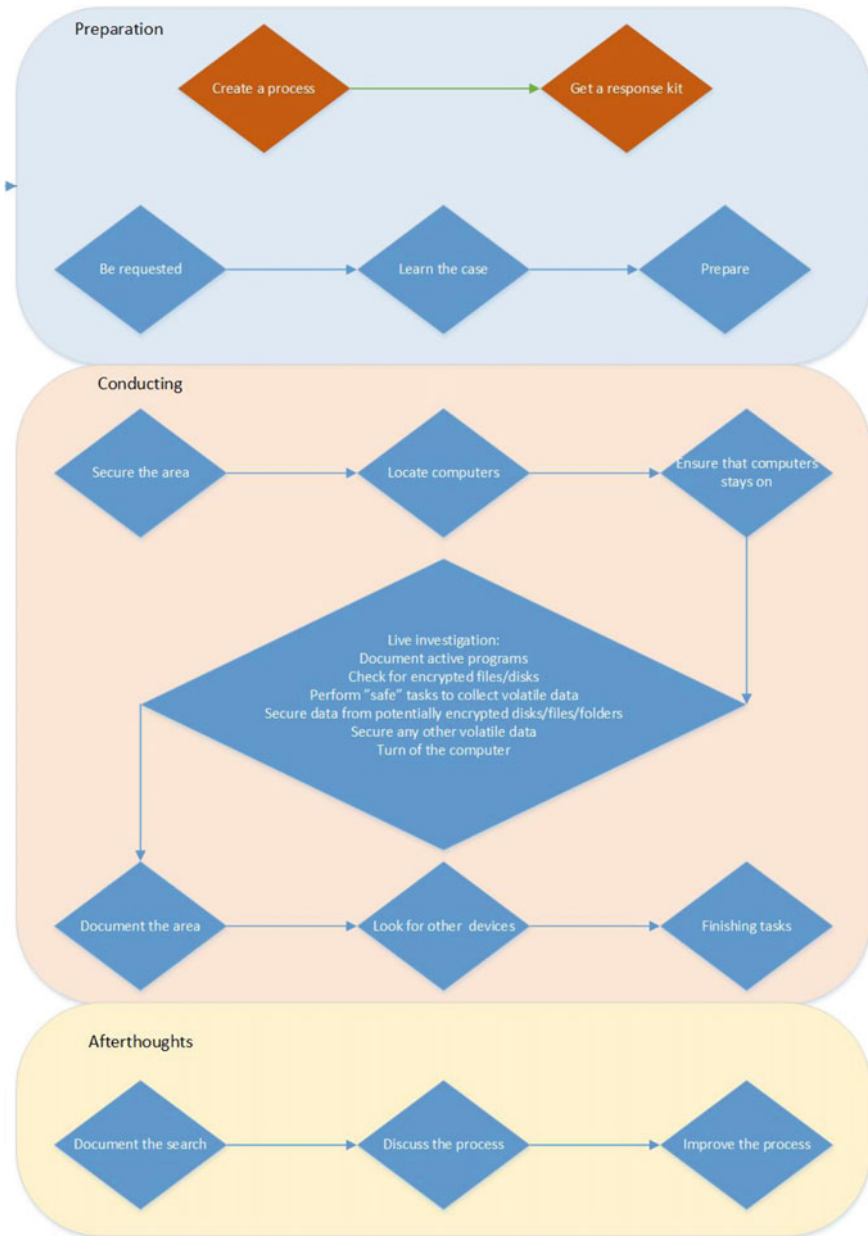 Preparation
Create a process
Get a response kit
Be requested
Learn the case
Prepare
Conducting
Secure the area
Locate computers
Ensure that computers
stays on
Live investigation:
Document active programs
Check for encrypted files/disks
Perform "safe" tasks to collect volatile data
Secure data from potentially encrypted disks/files/folders
Secure any other volatile data
Turn of the computer
Document the area
Look for other devices
Finishing tasks
Afterthoughts
Document the search
Discuss the process
Improve the process